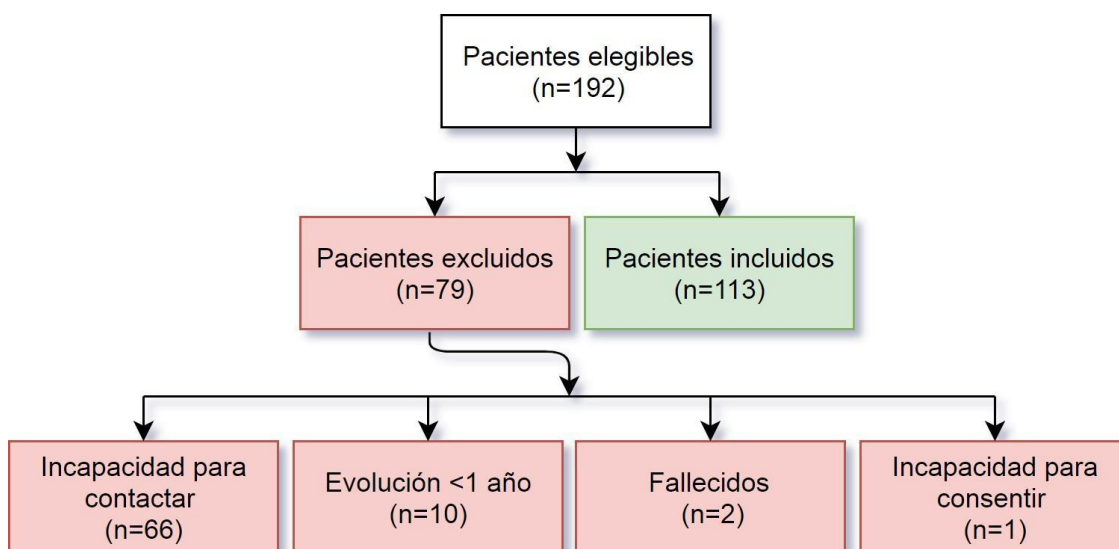 Pacientes elegibles
(n=192)
Pacientes excluidos
(n=79)
Pacientes incluidos
(n=113)
Incapacidad para
contactar
(n=66)
Evolución <1 año
(n=10)
Fallecidos
(n=2)
Incapacidad para
consentir
(n=1)